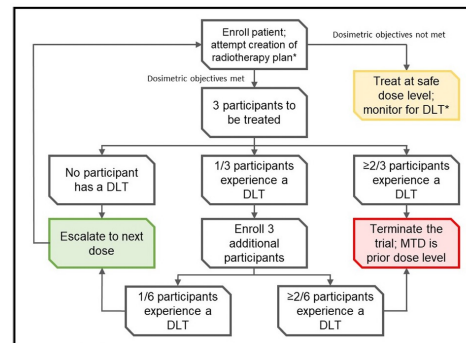 Enroll patient;
attempt creation of
radiotherapy plan*
Dosimetric objectives not met
Dosimetric objectives met
Treat at safe
dose level;
monitor for DLT*
3 participants to
be treated
No participant
has a DLT
1/3 participants
experience a
DLT
≥2/3 participants
experience a
DLT
Escalate to next
dose
Enroll 3
additional
participants
Terminate the
trial; MTD is
prior dose level
1/6 participants
experience a
DLT
≥2/6 participants
experience a
DLT